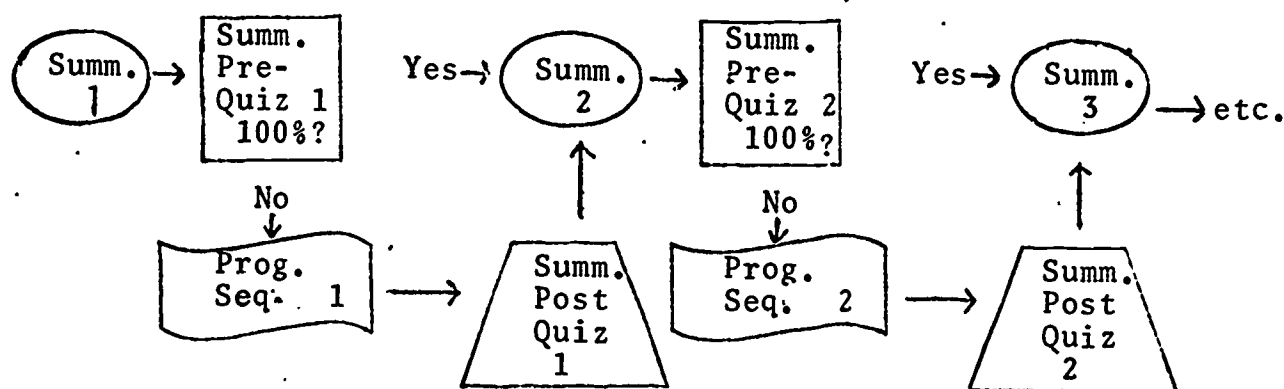 Summ.
1
Summ.
Pre-
Quiz 1
100%?
Yes
Summ.
2
Summ.
Pre-
Quiz 2
100%?
Yes
Summ.
3
etc.
No
Prog.
Seq. 1
Summ.
Post
Quiz
1
No
Prog.
Seq. 2
Summ.
Post
Quiz
2